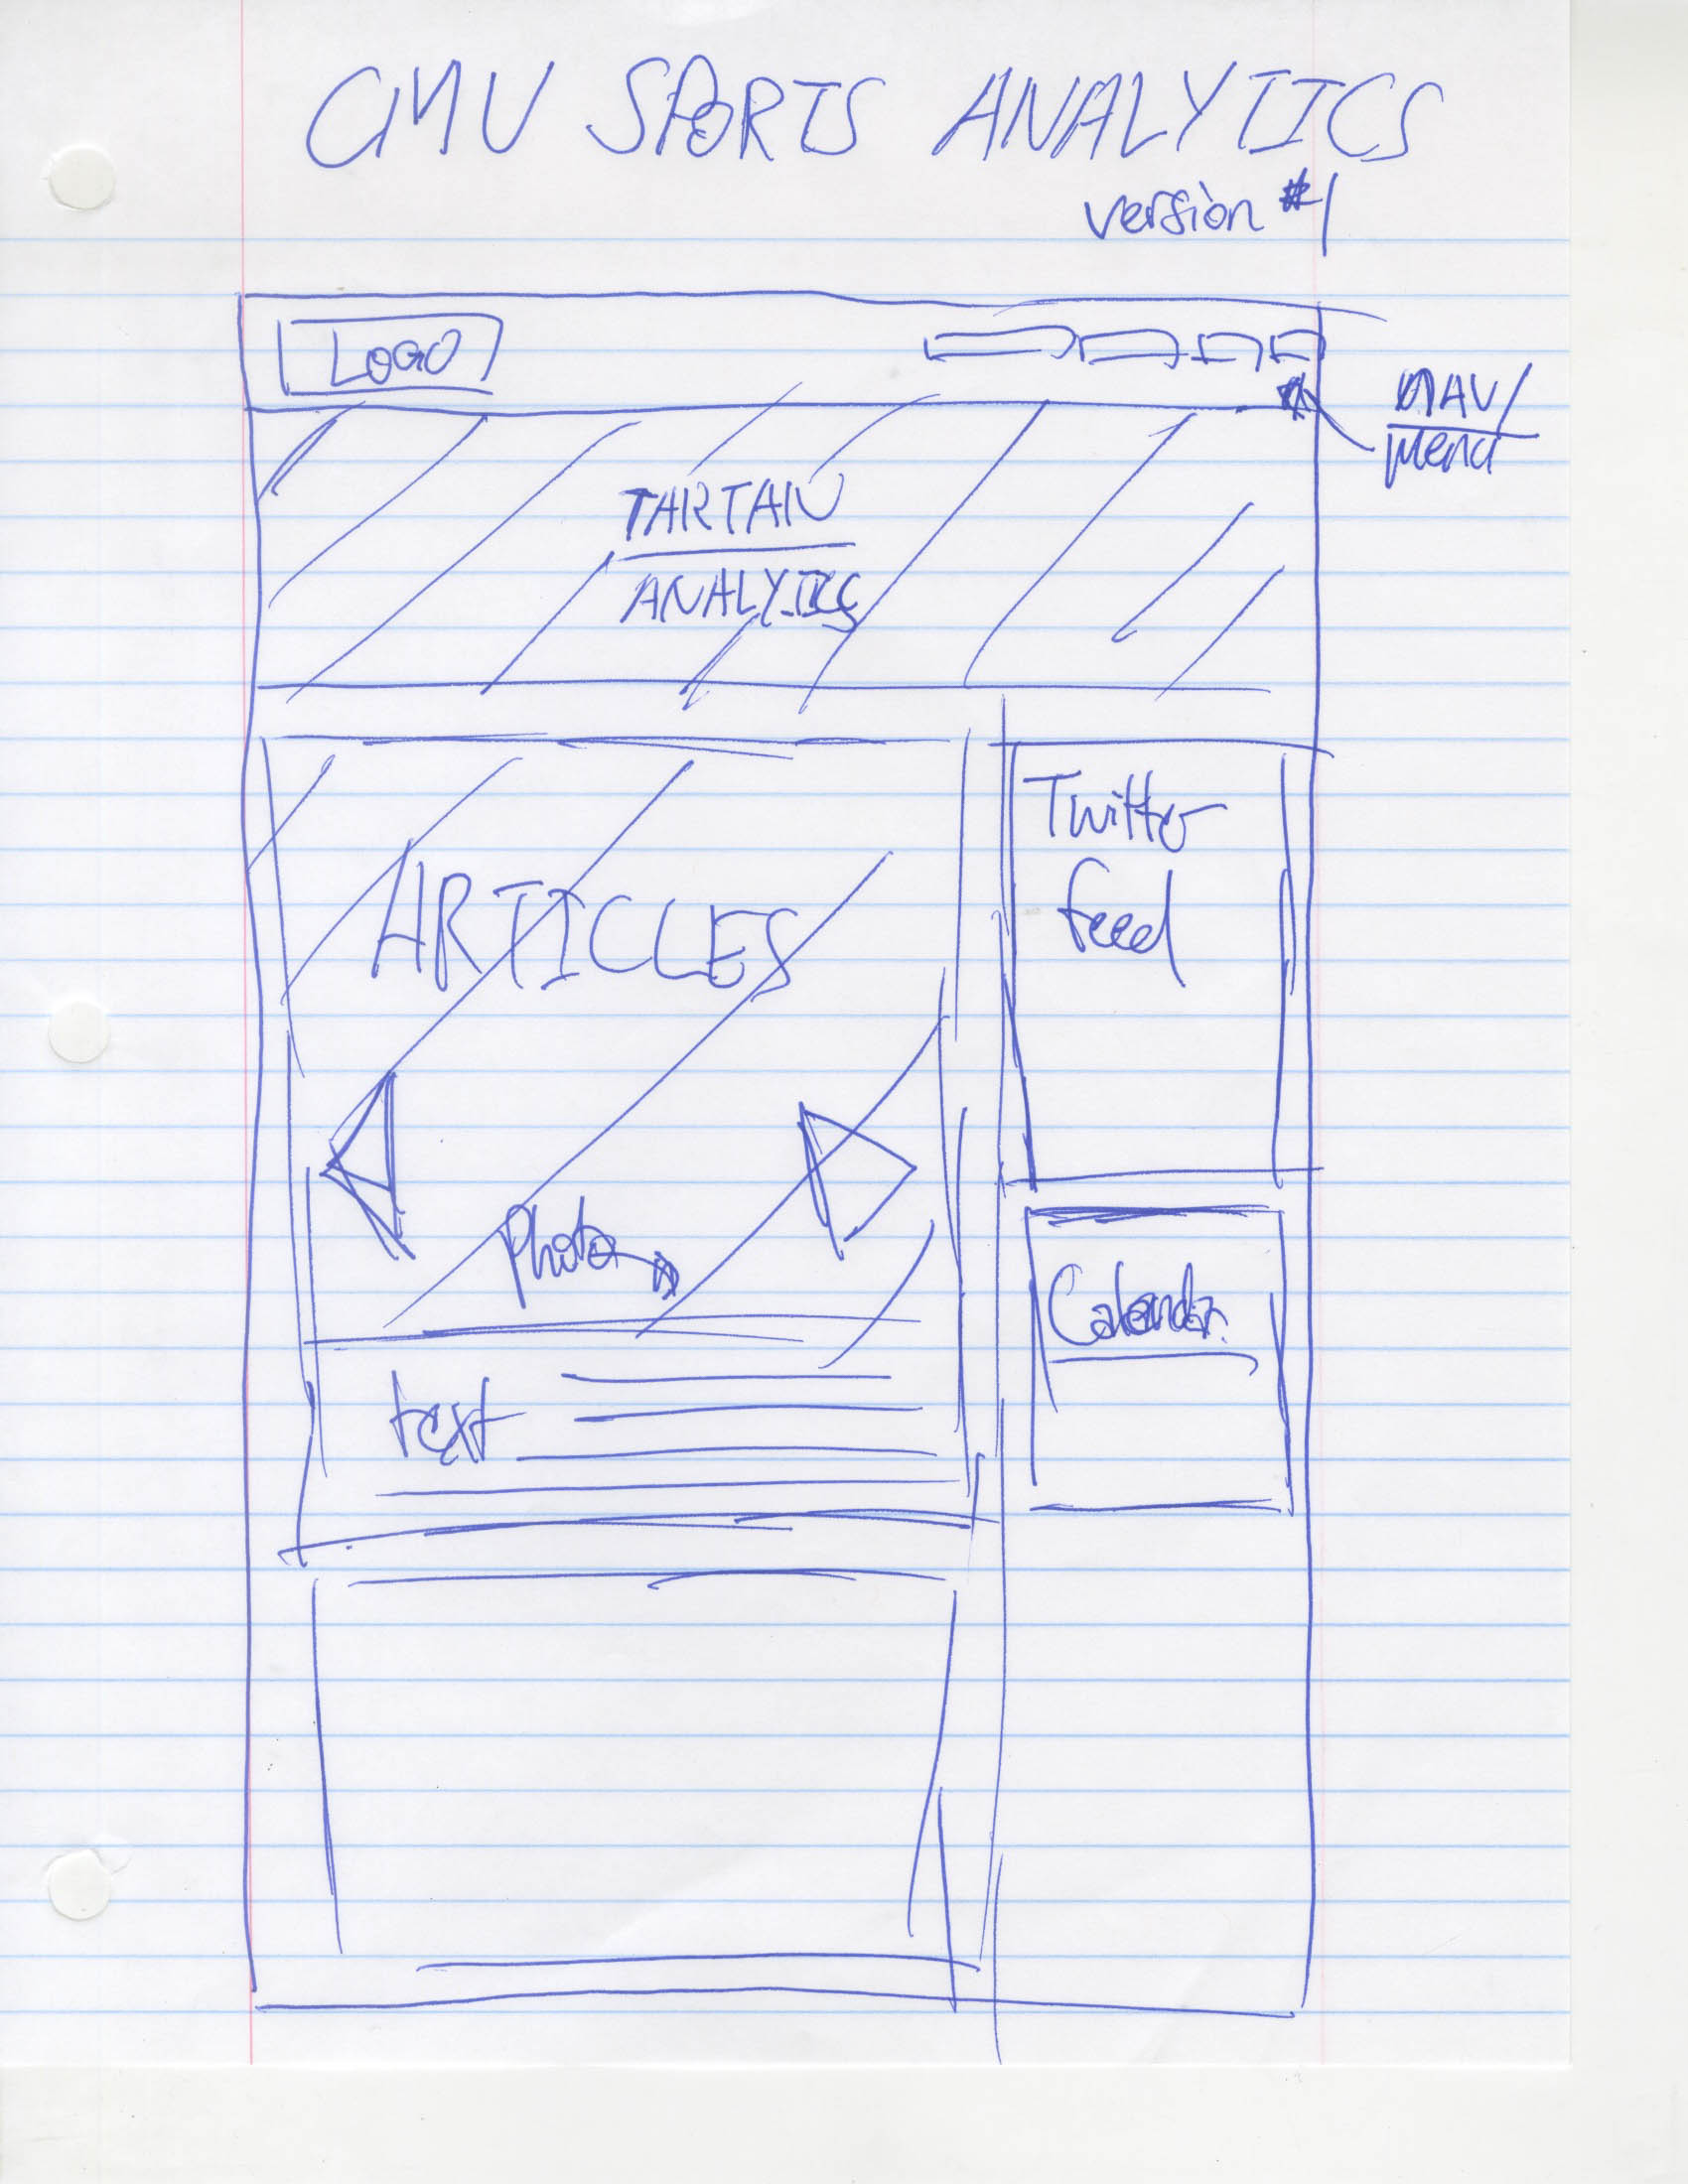 CMU SPORTS ANALYTICS
version #1
LOGO
NAV/
Menu
TARTAN
ANALYTICS
ARTICLES
Twitter
feed
Photo
Calendar
text